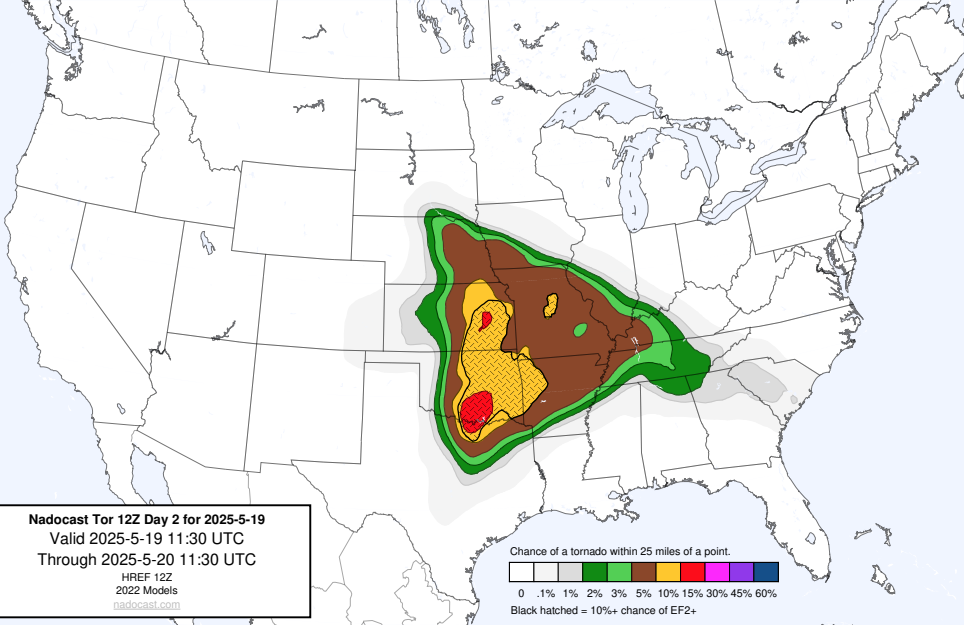 Nadocast Tor 12Z Day 2 for 2025-5-19
Valid 2025-5-19 11:30 UTC
Through 2025-5-20 11:30 UTC
HREF 12Z
2022 Models
nadocast.com
Chance of a tornado within 25 miles of a point.
0 .1% 1% 2% 3% 5% 10% 15% 30% 45% 60%
Black hatched = 10%+ chance of EF2+